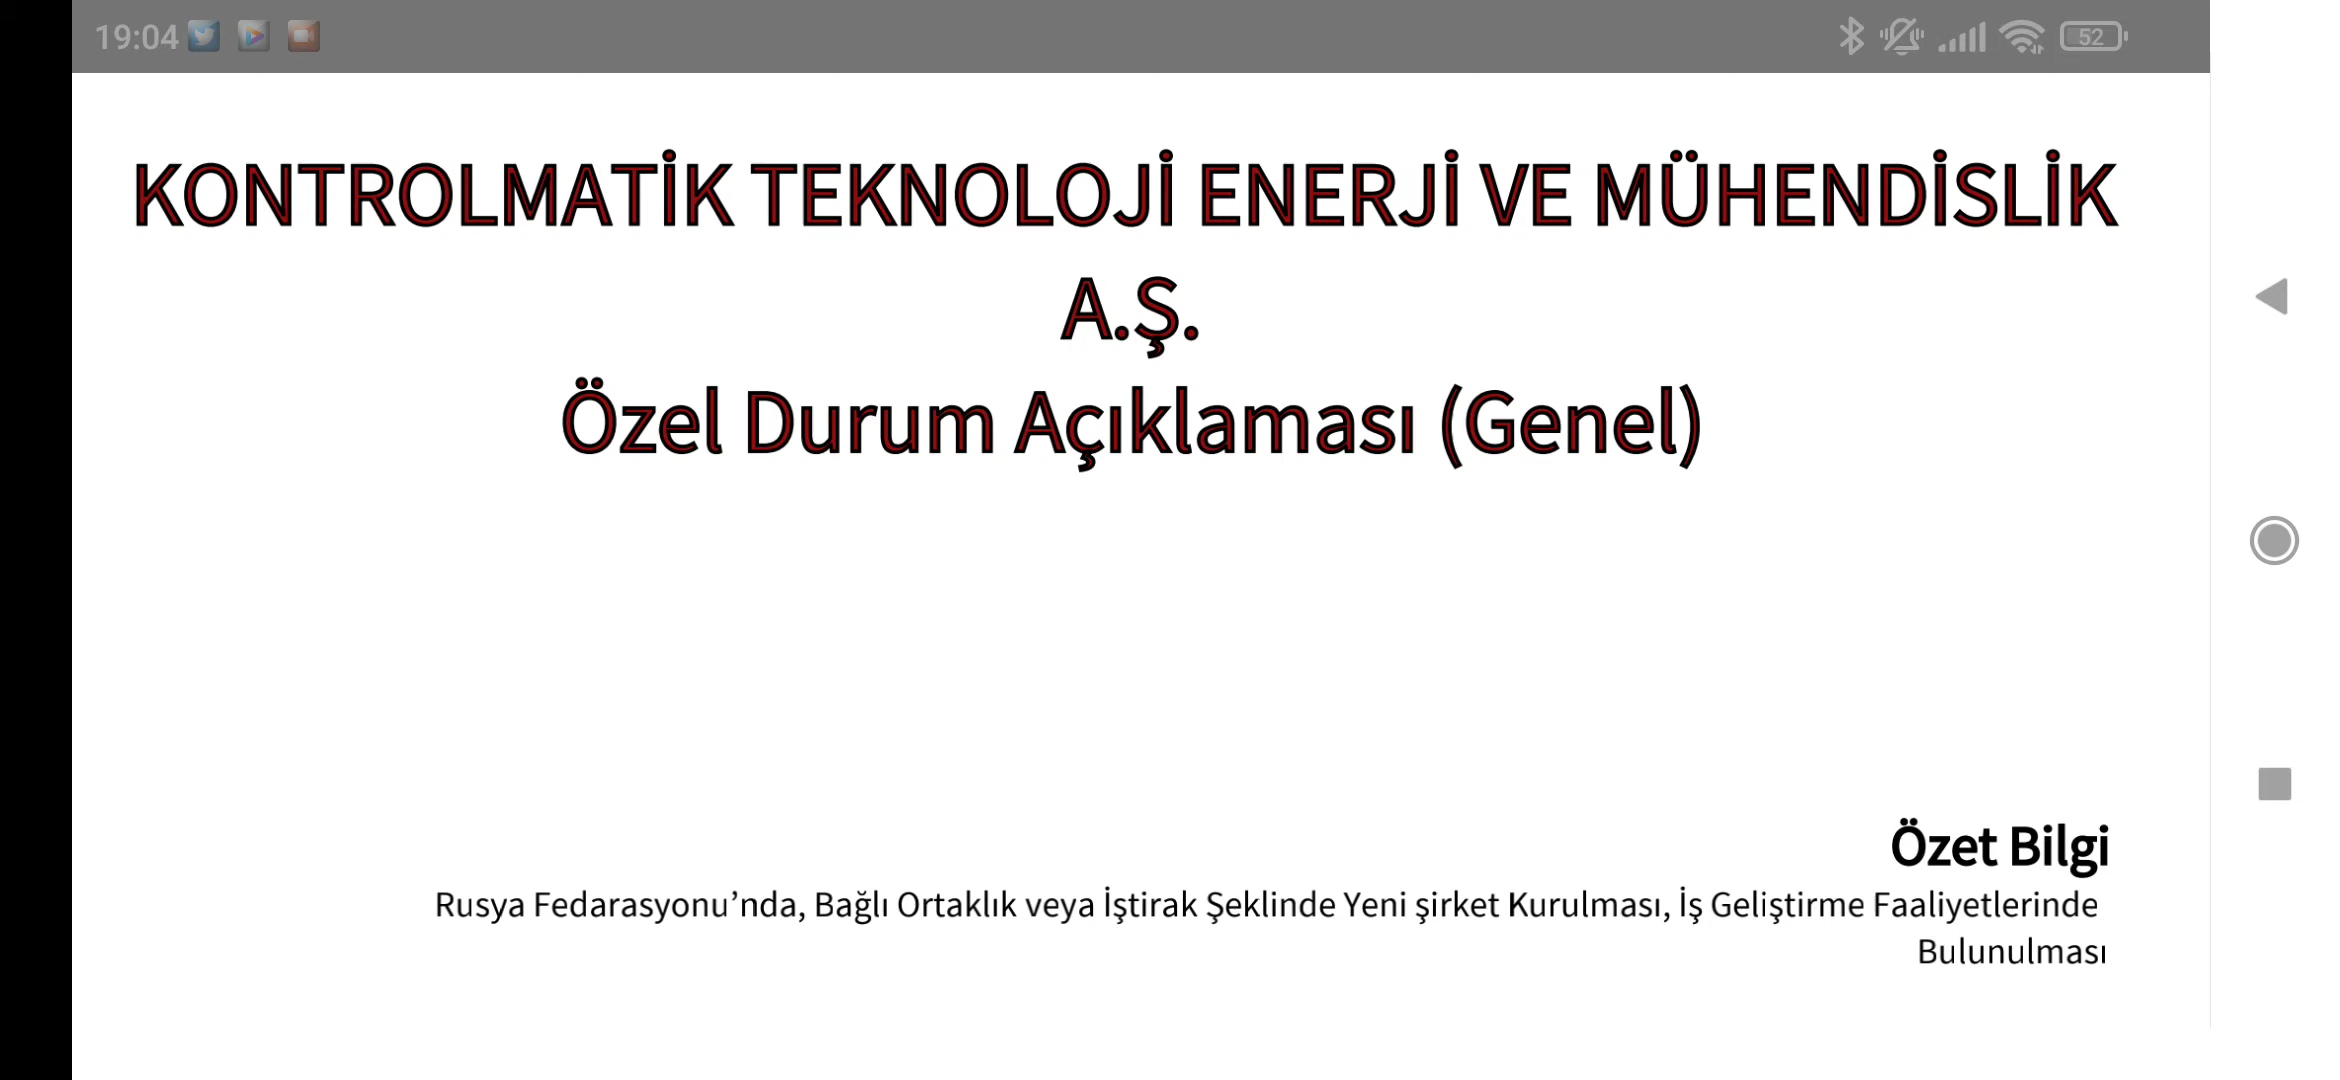 19:04
52
KONTROLMATİK TEKNOLOJİ ENERJİ VE MÜHENDİSLİK
A.Ş.
Özel Durum Açıklaması (Genel)
Özet Bilgi
Rusya Fedarasyonu’nda, Bağlı Ortaklık veya İştirak Şeklinde Yeni şirket Kurulması, İş Geliştirme Faaliyetlerinde
Bulunulması